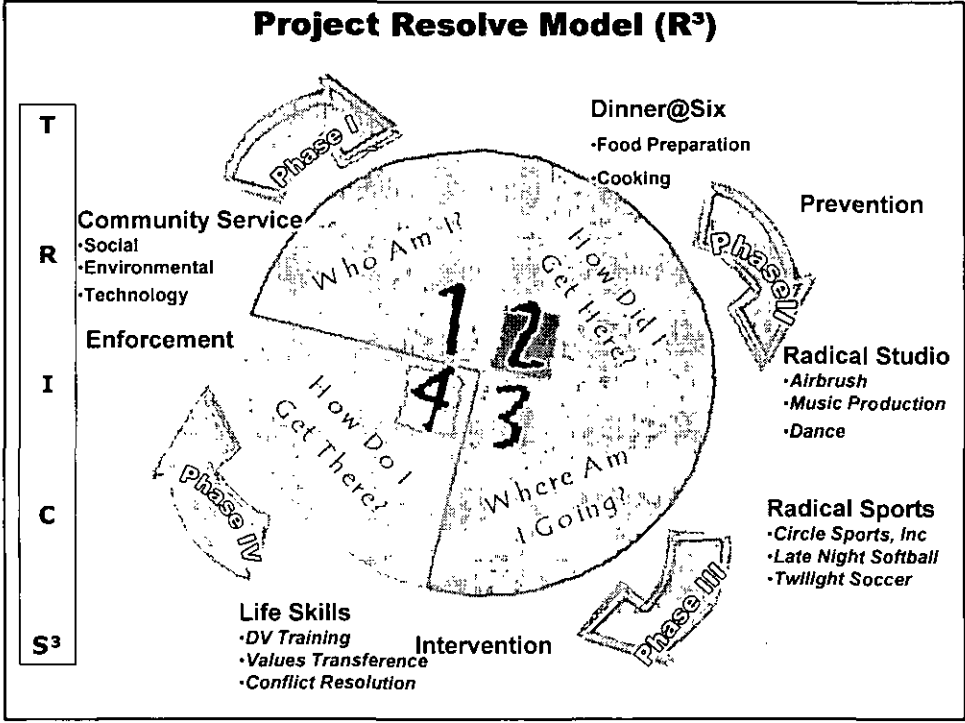 Project Resolve Model (R³)
T
R
I
C
S³
Phase I
Dinner@Six
•Food Preparation
•Cooking
Prevention
Phase II
Community Service
•Social
•Environmental
•Technology
Enforcement
Who Am I?
How Did I
Get Here?
1
2
4
3
How Do I
Get There?
Where Am
I Going?
Radical Studio
•Airbrush
•Music Production
•Dance
Phase IV
Radical Sports
•Circle Sports, Inc
•Late Night Softball
•Twilight Soccer
Phase III
Life Skills
•DV Training
•Values Transference
•Conflict Resolution
Intervention